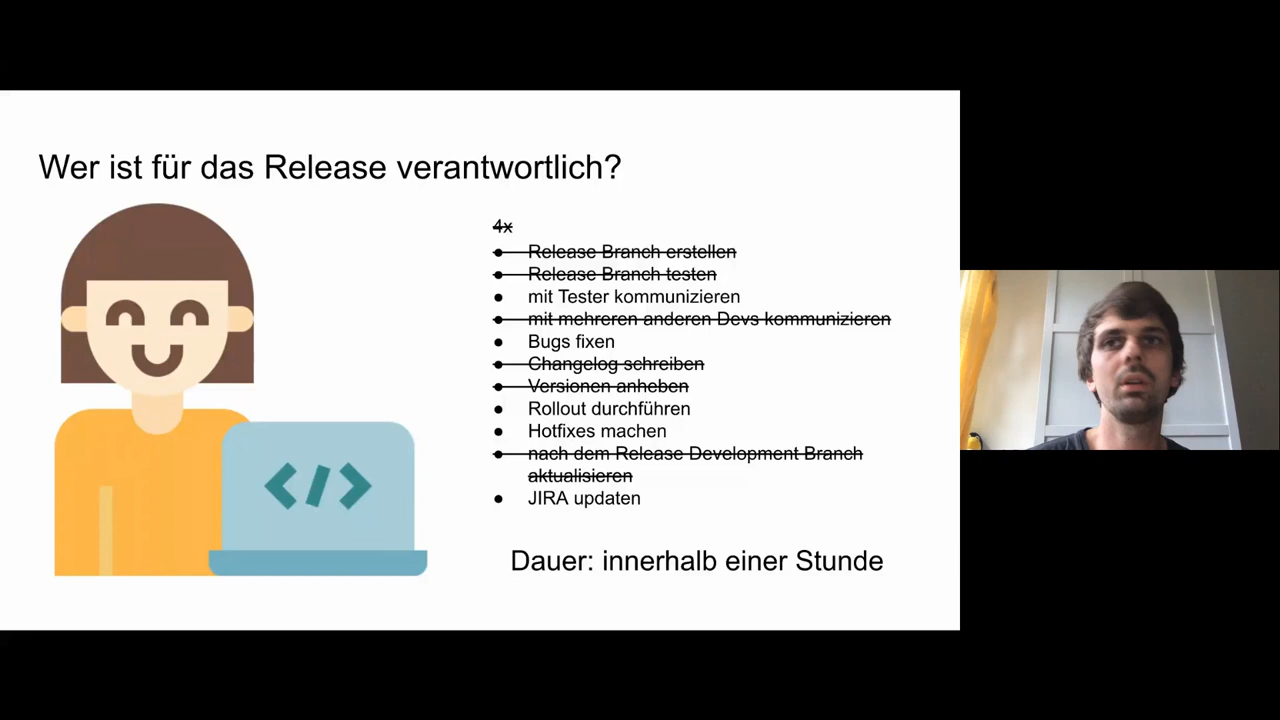 Wer ist für das Release verantwortlich?
4x
● Release Branch erstellen
● Release Branch testen
● mit Tester kommunizieren
● mit mehreren anderen Devs kommunizieren
● Bugs fixen
● Changelog schreiben
● Versionen anheben
● Rollout durchführen
● Hotfixes machen
● nach dem Release Development Branch
aktualisieren
● JIRA updaten
</>
Dauer: innerhalb einer Stunde